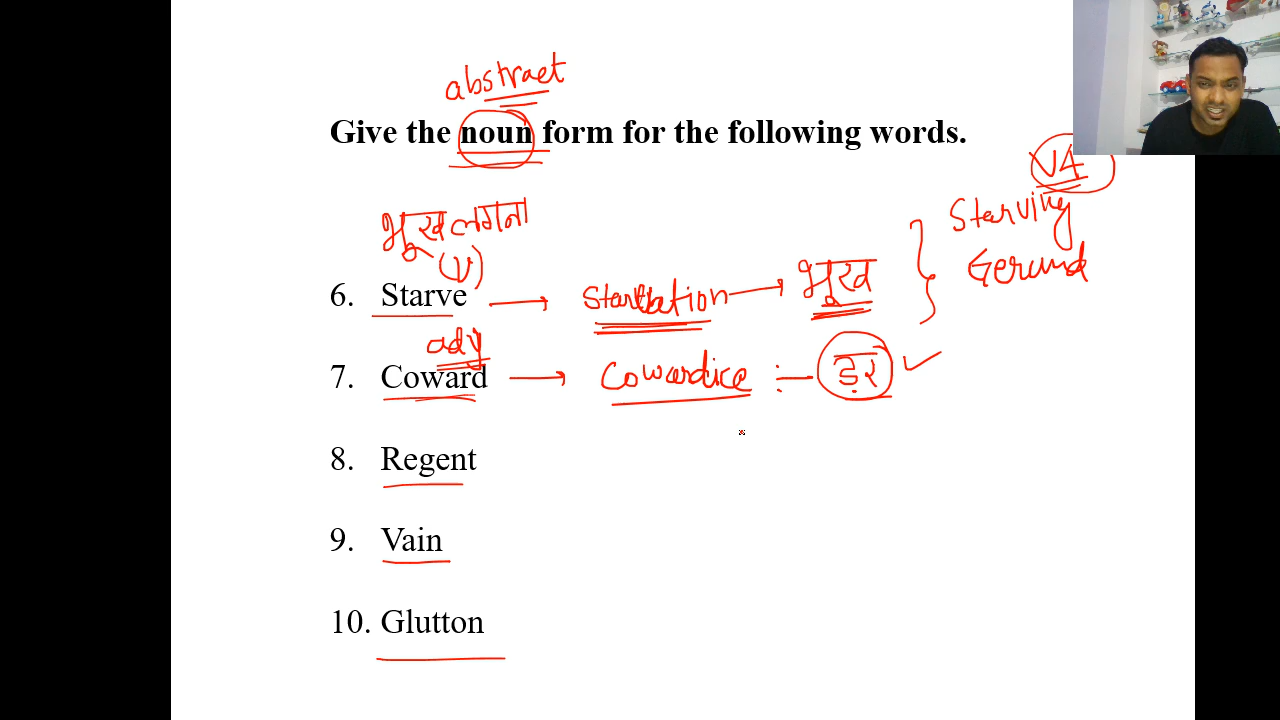 abstract
Give the noun form for the following words.
V4
भूख लगना
(V)
Starving
Gerund
6. Starve → Starvation → भूख
adj
7. Coward → Cowardice :— डर ✓
8. Regent
9. Vain
10. Glutton